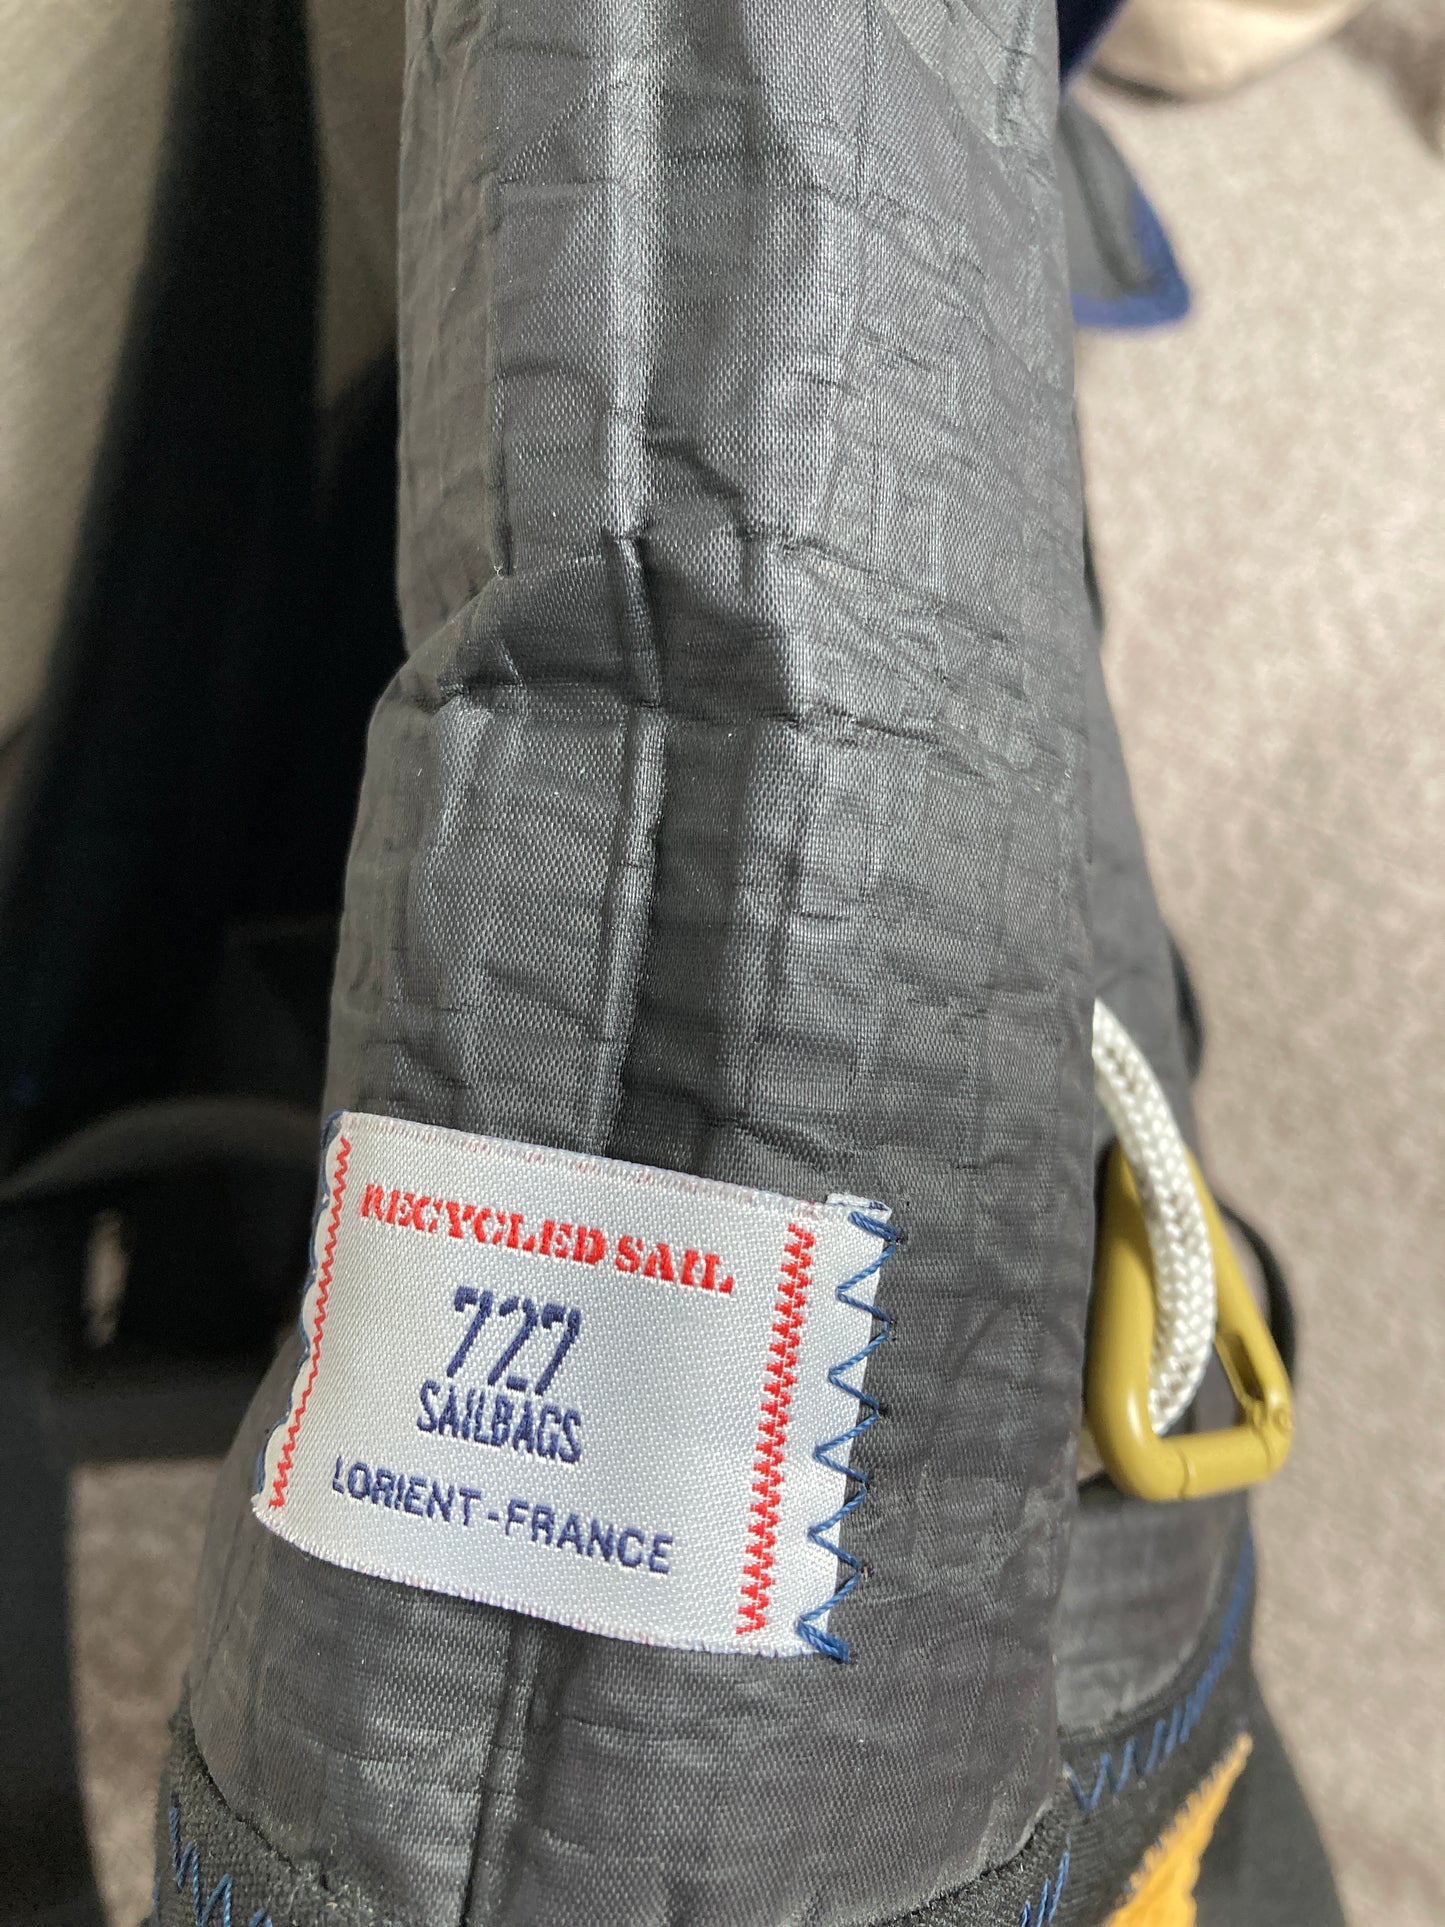 RECYCLED SAIL
727
SAILBAGS
LORIENT-FRANCE